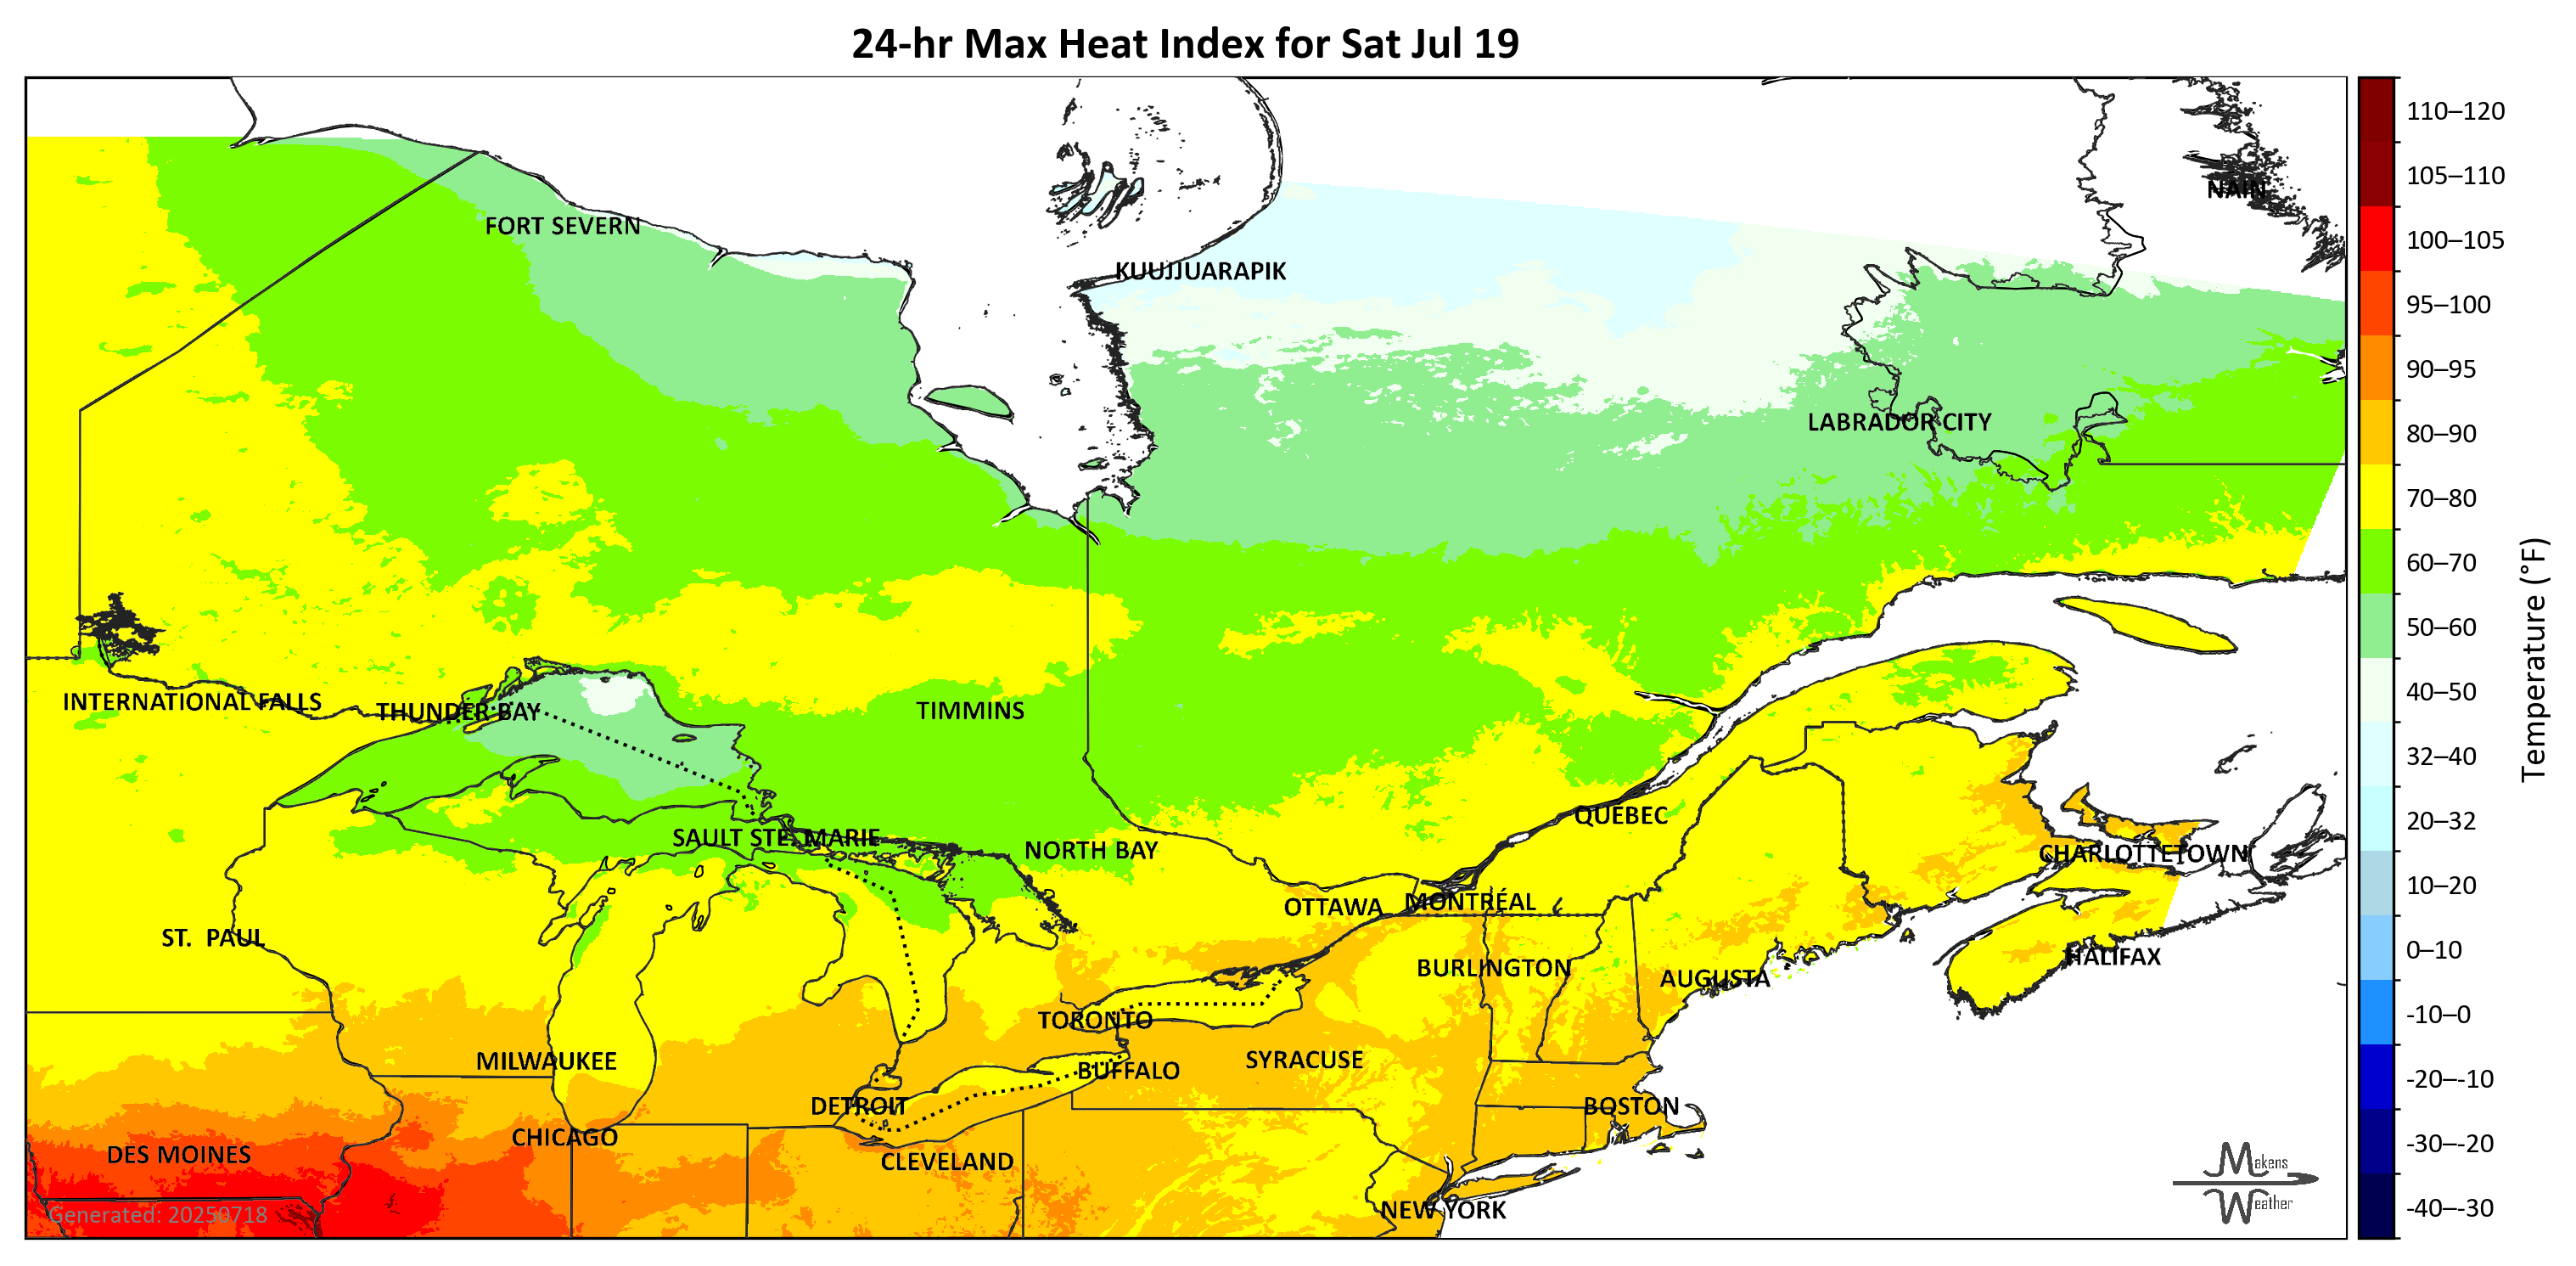 24-hr Max Heat Index for Sat Jul 19
NAIN
FORT SEVERN
KUUJJUARAPIK
LABRADOR CITY
INTERNATIONAL FALLS
THUNDER BAY
TIMMINS
QUÉBEC
SAULT STE. MARIE
NORTH BAY
CHARLOTTETOWN
OTTAWA
MONTRÉAL
ST. PAUL
HALIFAX
BURLINGTON
AUGUSTA
TORONTO
MILWAUKEE
SYRACUSE
BUFFALO
DETROIT
BOSTON
CHICAGO
DES MOINES
CLEVELAND
NEW YORK
Generated: 20250718
Makens
Weather
110–120
105–110
100–105
95–100
90–95
80–90
70–80
60–70
50–60
40–50
32–40
20–32
10–20
0–10
-10–0
-20–-10
-30–-20
-40–-30
Temperature (°F)